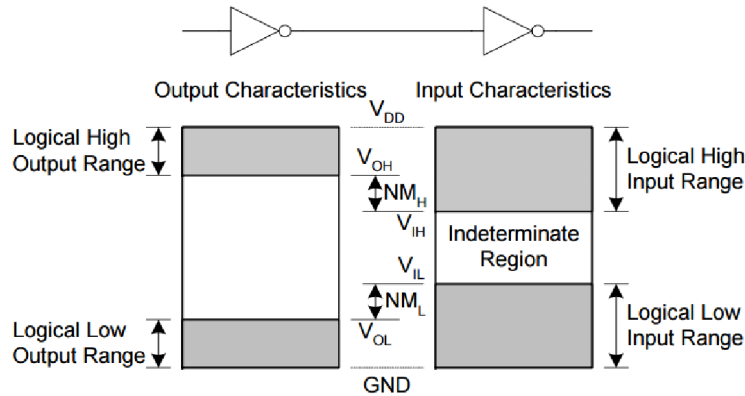 Output Characteristics
Input Characteristics
V_DD
Logical High
Output Range
V_OH
NM_H
V_IH
Logical High
Input Range
Indeterminate
Region
V_IL
NM_L
V_OL
Logical Low
Output Range
Logical Low
Input Range
GND